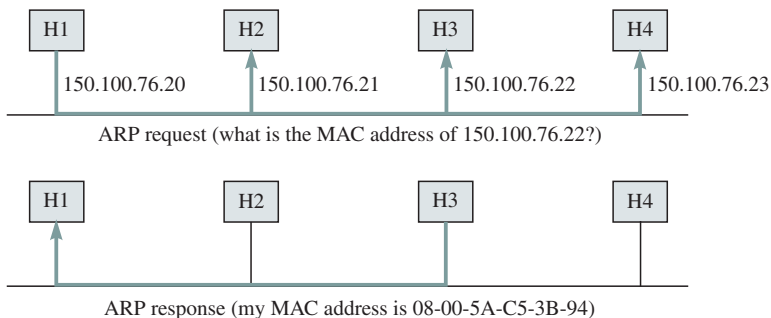 H1 H2 H3 H4
150.100.76.20 150.100.76.21 150.100.76.22 150.100.76.23
ARP request (what is the MAC address of 150.100.76.22?)
H1 H2 H3 H4
ARP response (my MAC address is 08-00-5A-C5-3B-94)